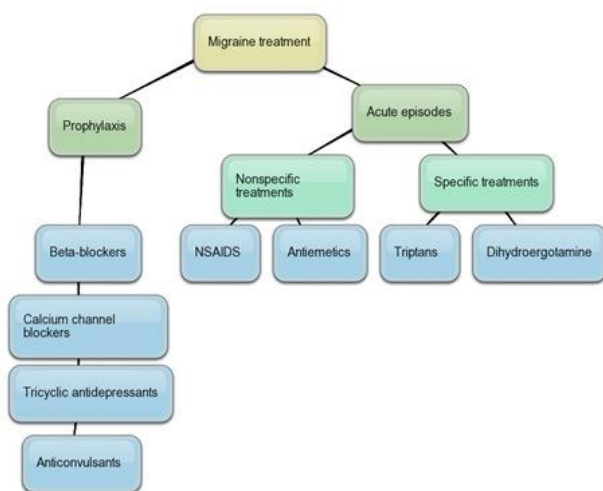 Migraine treatment
Acute episodes
Prophylaxis
Nonspecific
treatments
Specific treatments
Beta-blockers
NSAIDS
Antiemetics
Triptans
Dihydroergotamine
Calcium channel
blockers
Tricyclic antidepressants
Anticonvulsants